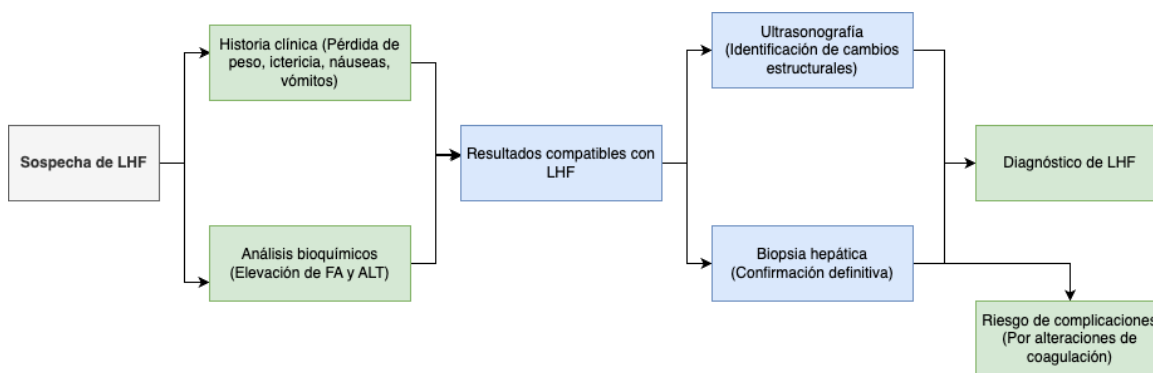 Sospecha de LHF
Historia clínica (Pérdida de
peso, ictericia, náuseas,
vómitos)
Análisis bioquímicos
(Elevación de FA y ALT)
Resultados compatibles con
LHF
Ultrasonografía
(Identificación de cambios
estructurales)
Biopsia hepática
(Confirmación definitiva)
Diagnóstico de LHF
Riesgo de complicaciones
(Por alteraciones de
coagulación)